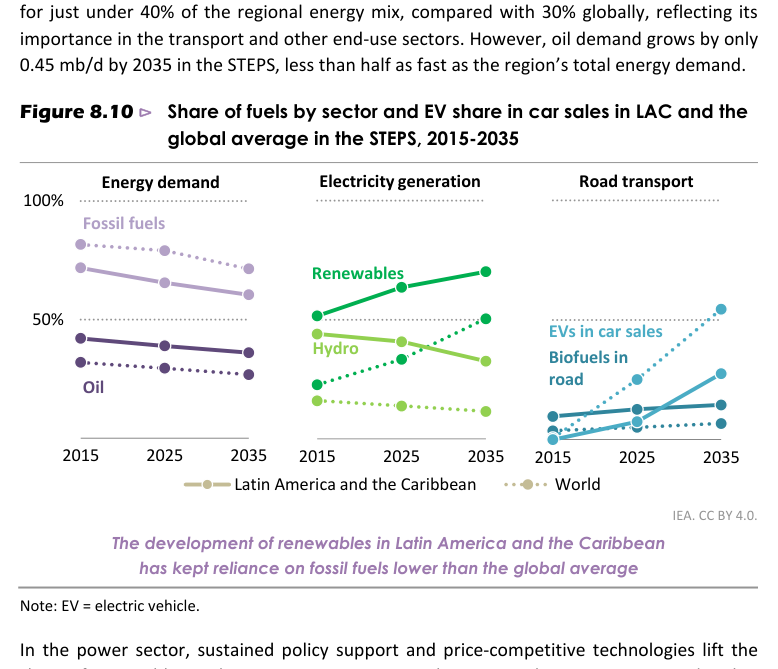 for just under 40% of the regional energy mix, compared with 30% globally, reflecting its
importance in the transport and other end-use sectors. However, oil demand grows by only
0.45 mb/d by 2035 in the STEPS, less than half as fast as the region's total energy demand.
Figure 8.10 ⊳ Share of fuels by sector and EV share in car sales in LAC and the
global average in the STEPS, 2015-2035
Energy demand
Electricity generation
Road transport
100%
Fossil fuels
Renewables
50%
EVs in car sales
Hydro
Biofuels in
road
Oil
2015 2025 2035
2015 2025 2035
2015 2025 2035
Latin America and the Caribbean
World
IEA. CC BY 4.0.
The development of renewables in Latin America and the Caribbean
has kept reliance on fossil fuels lower than the global average
Note: EV = electric vehicle.
In the power sector, sustained policy support and price-competitive technologies lift the